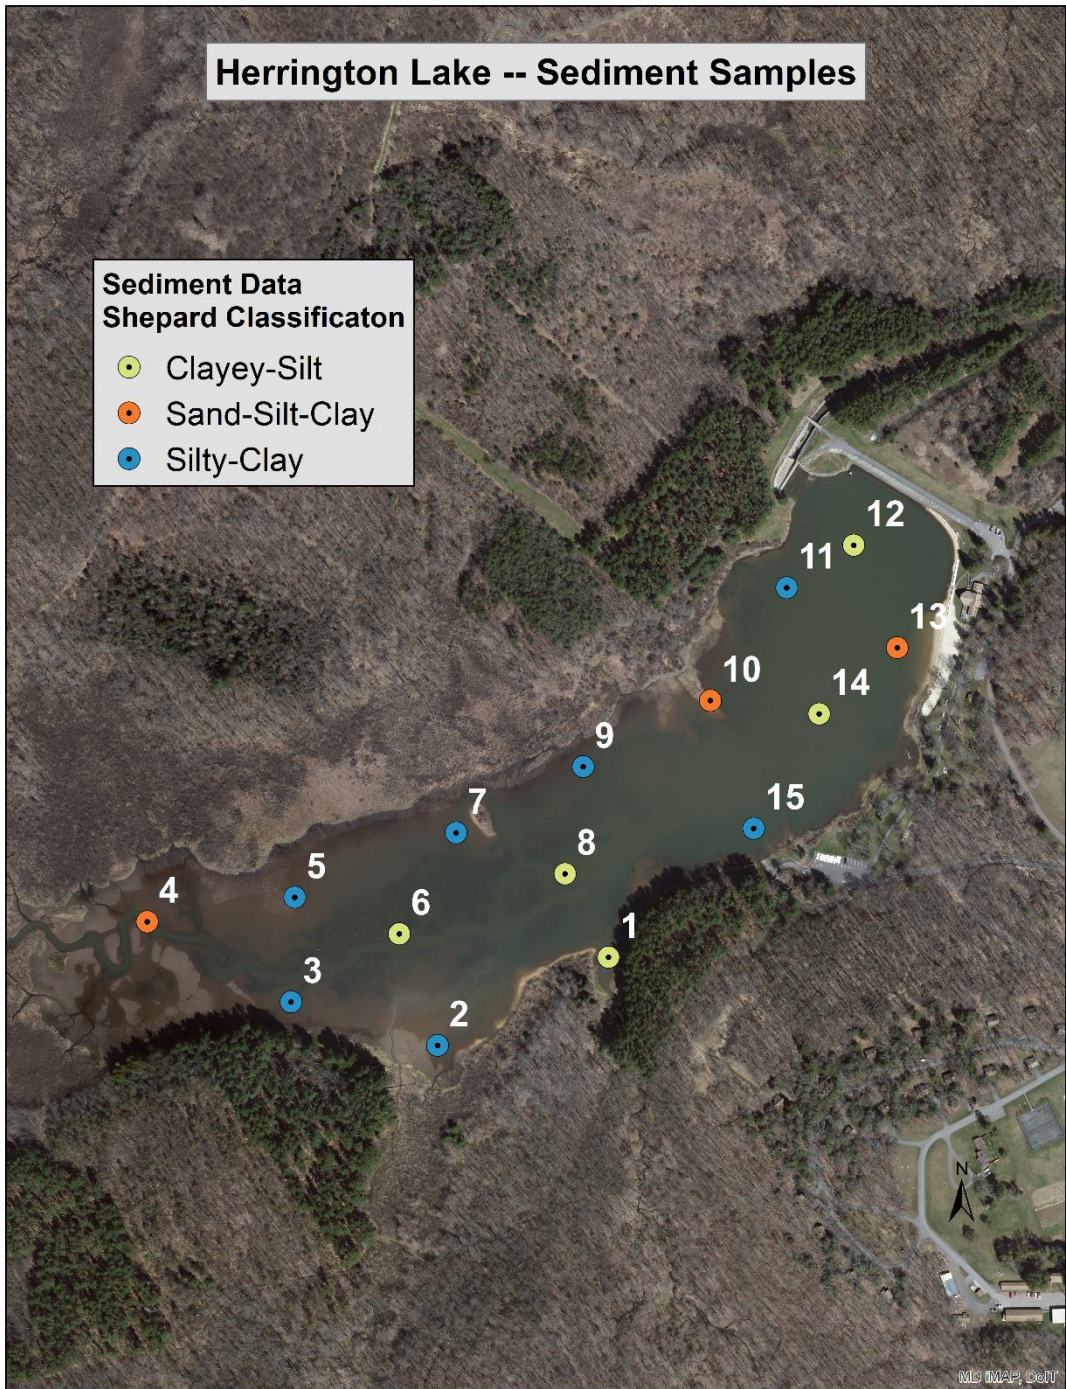 Herrington Lake -- Sediment Samples
Sediment Data
Shepard Classificaton
Clayey-Silt
Sand-Silt-Clay
Silty-Clay
12
11
13
10
14
9
7
15
8
5
4
6
1
3
2
N
MD iMAP, DoIT